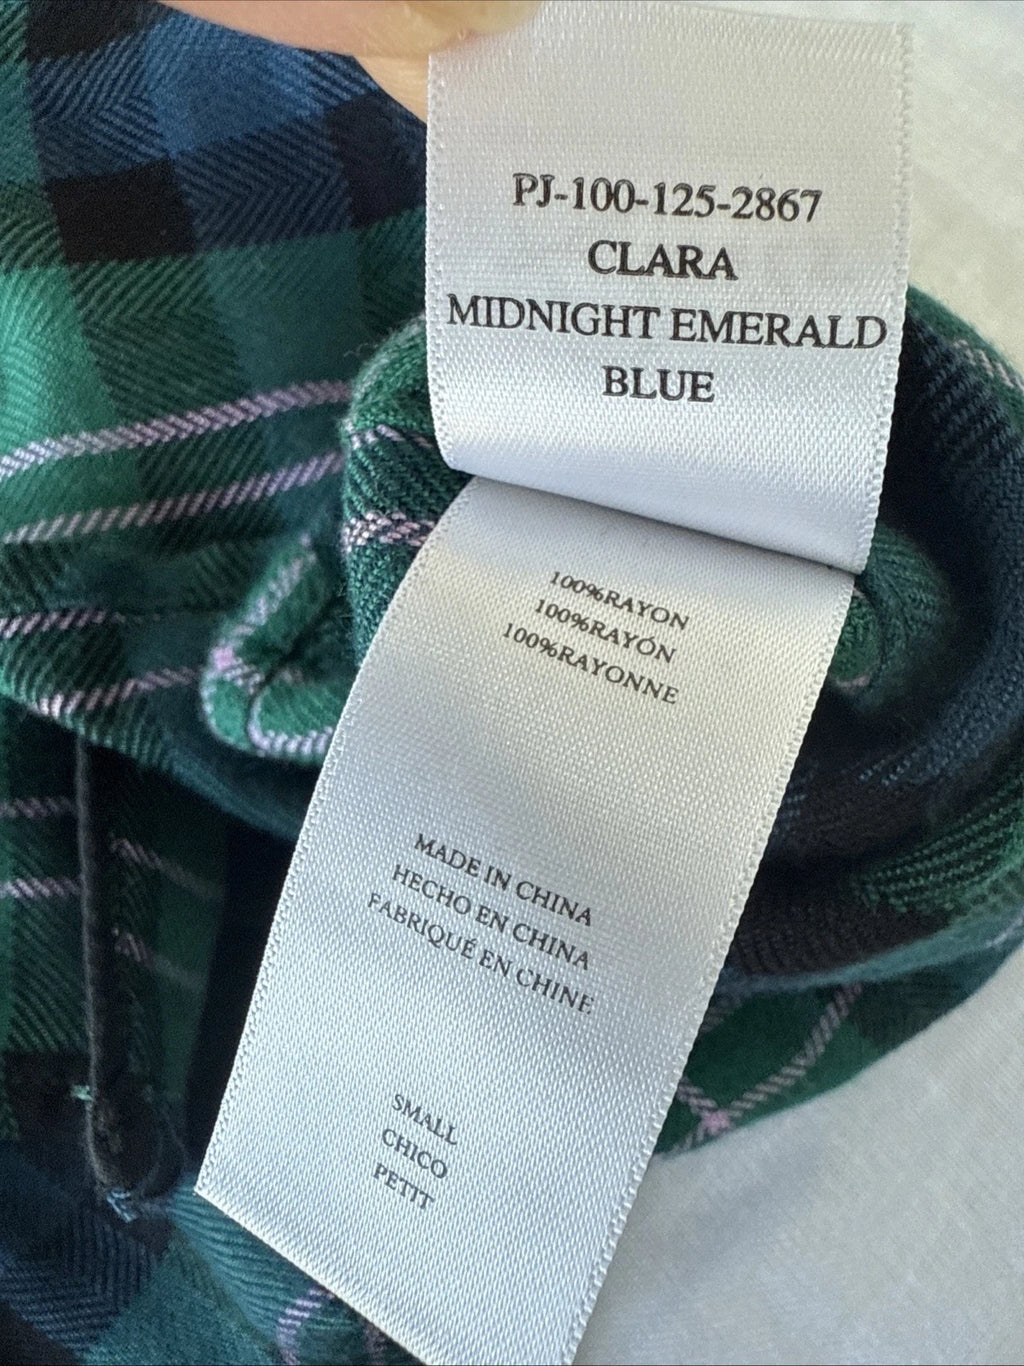 PJ-100-125-2867
CLARA
MIDNIGHT EMERALD
BLUE
100%RAYON
100%RAYÓN
100%RAYONNE
MADE IN CHINA
HECHO EN CHINA
FABRIQUÉ EN CHINE
SMALL
CHICO
PETIT